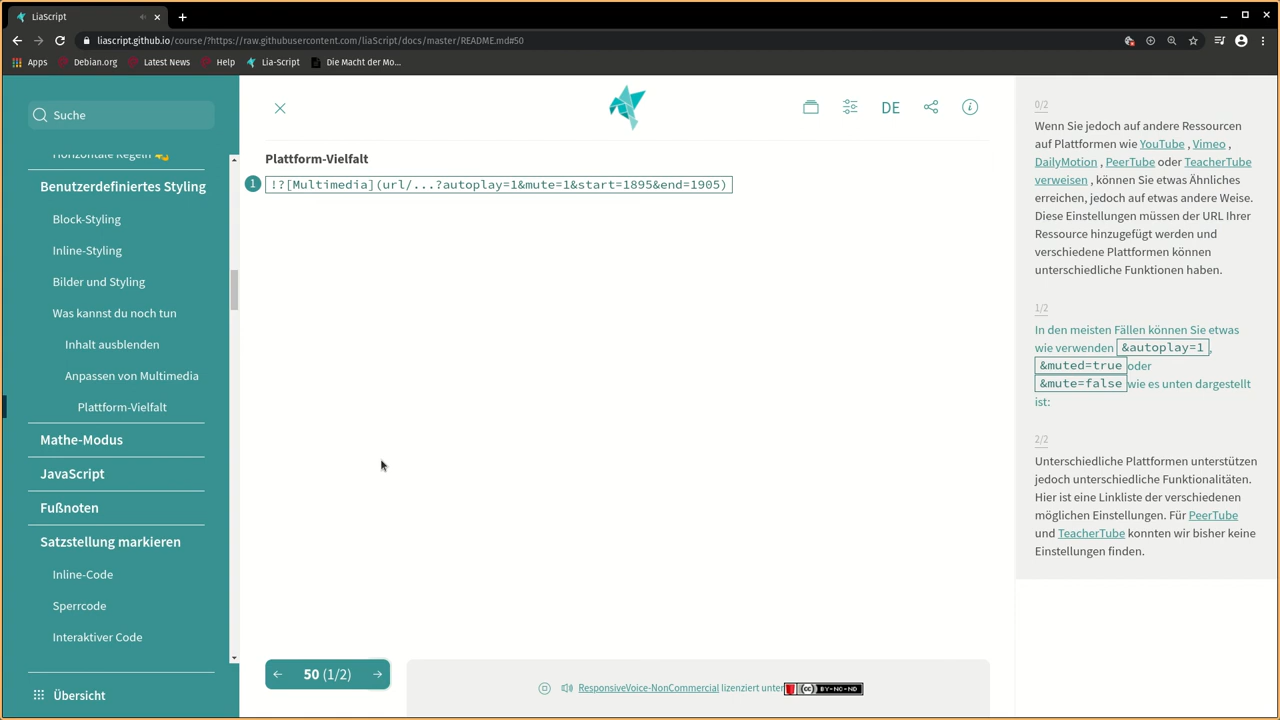 LiaScript
liascript.github.io/course/?https://raw.githubusercontent.com/liaScript/docs/master/README.md#50
Apps
Debian.org
Latest News
Help
Lia-Script
Die Macht der Mo...
Suche
Horizontale Regeln
Benutzerdefiniertes Styling
Block-Styling
Inline-Styling
Bilder und Styling
Was kannst du noch tun
Inhalt ausblenden
Anpassen von Multimedia
Plattform-Vielfalt
Mathe-Modus
JavaScript
Fußnoten
Satzstellung markieren
Inline-Code
Sperrcode
Interaktiver Code
Übersicht
DE
Plattform-Vielfalt
1 !?[Multimedia](url/...?autoplay=1&mute=1&start=1895&end=1905)
50 (1/2)
ResponsiveVoice-NonCommercial lizenziert unter
CC BY-NC-ND
0/2
Wenn Sie jedoch auf andere Ressourcen
auf Plattformen wie YouTube , Vimeo ,
DailyMotion , PeerTube oder TeacherTube
verweisen , können Sie etwas Ähnliches
erreichen, jedoch auf etwas andere Weise.
Diese Einstellungen müssen der URL Ihrer
Ressource hinzugefügt werden und
verschiedene Plattformen können
unterschiedliche Funktionen haben.
1/2
In den meisten Fällen können Sie etwas
wie verwenden &autoplay=1 ,
&muted=true oder
&mute=false wie es unten dargestellt
ist:
2/2
Unterschiedliche Plattformen unterstützen
jedoch unterschiedliche Funktionalitäten.
Hier ist eine Linkliste der verschiedenen
möglichen Einstellungen. Für PeerTube
und TeacherTube konnten wir bisher keine
Einstellungen finden.